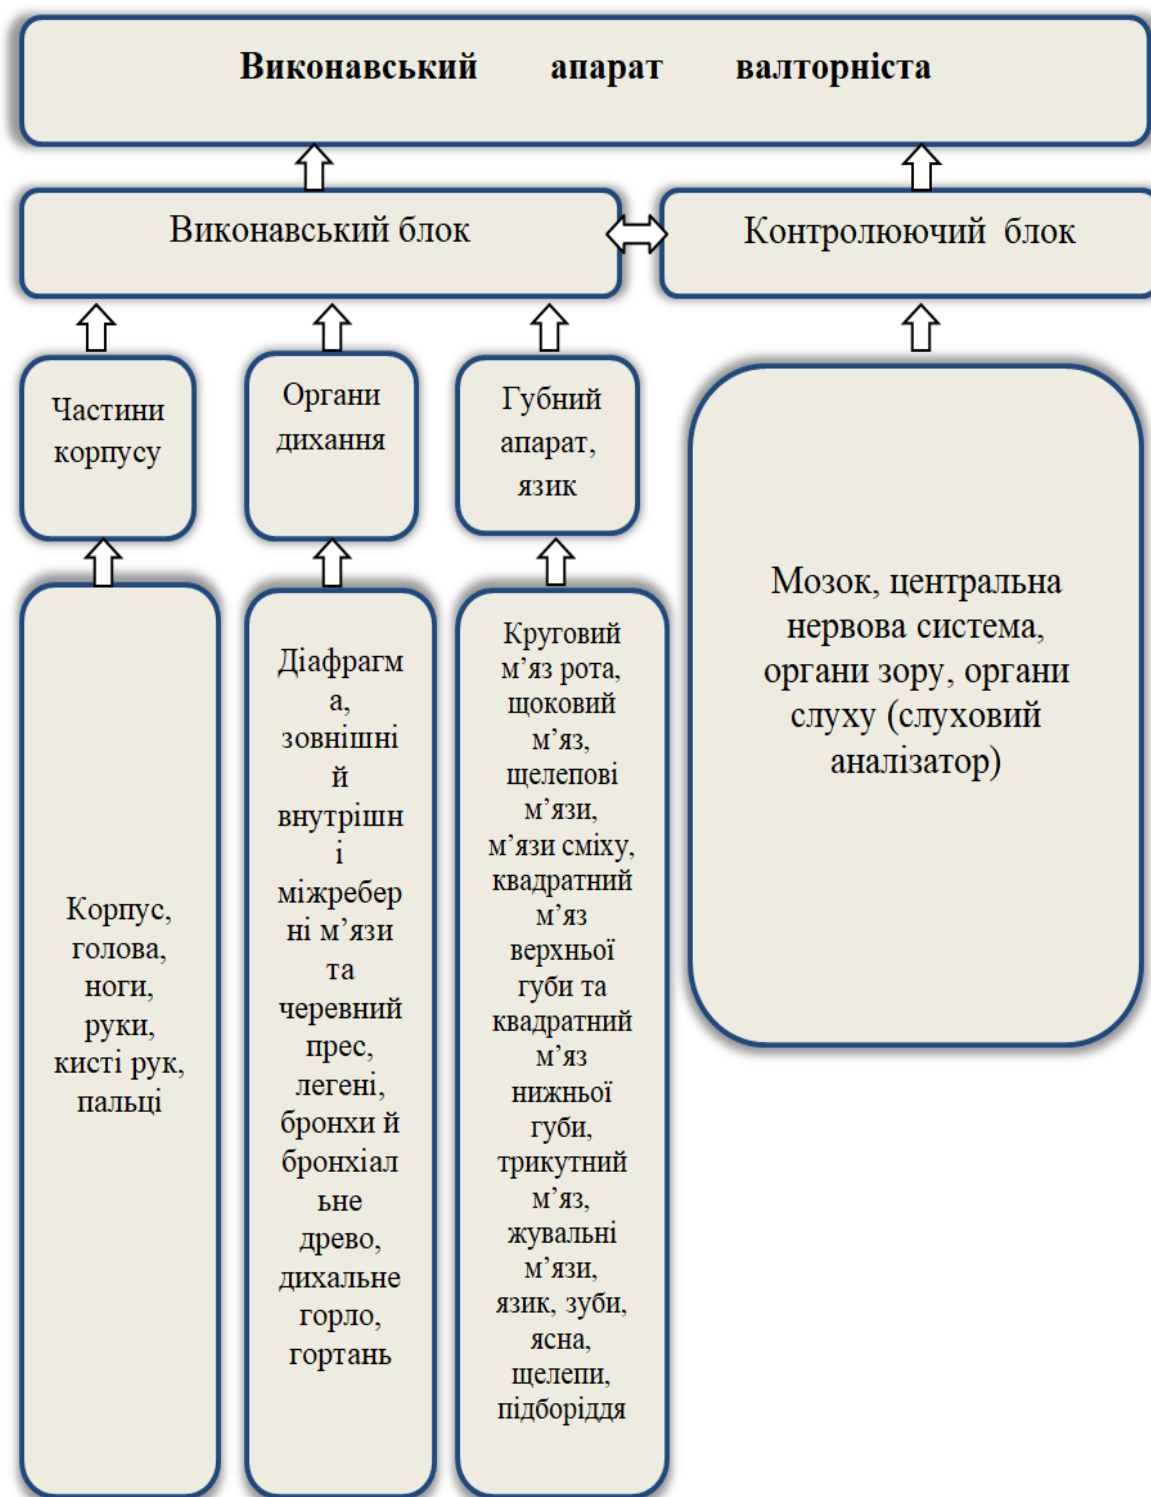 Виконавський апарат валторніста
Виконавський блок
Контролюючий блок
Частини
корпусу
Органи
дихання
Губний
апарат,
язик
Корпус,
голова,
ноги,
руки,
кисті рук,
пальці
Діафрагм
а,
зовнішні
й
внутрішн
і
міжребер
ні м’язи
та
черевний
прес,
легені,
бронхи й
бронхіал
ьне
древо,
дихальне
горло,
гортань
Круговий
м’яз рота,
щоковий
м’яз,
щелепові
м’язи,
м’язи сміху,
квадратний
м’яз
верхньої
губи та
квадратний
м’яз
нижньої
губи,
трикутний
м’яз,
жувальні
м’язи,
язик, зуби,
ясна,
щелепи,
підборіддя
Мозок, центральна
нервова система,
органи зору, органи
слуху (слуховий
аналізатор)